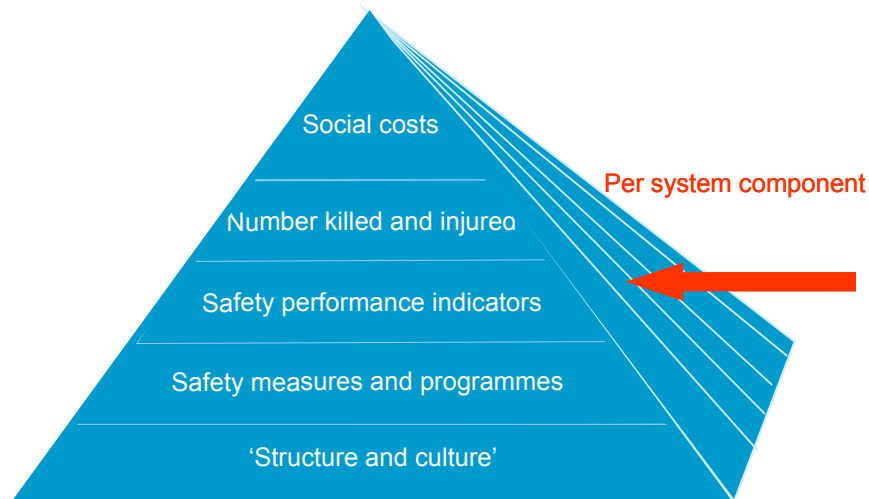 Social costs
Per system component
Number killed and injured
Safety performance indicators
Safety measures and programmes
‘Structure and culture’